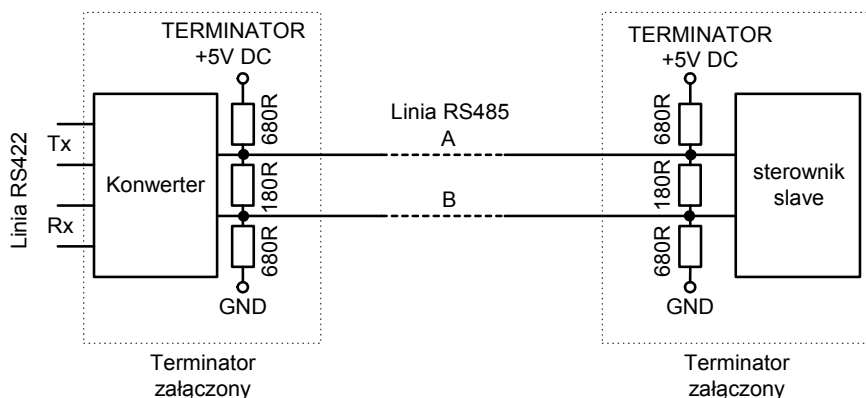 TERMINATOR
+5V DC
680R
180R
680R
GND
Linia RS422
Tx
Rx
Konwerter
Terminator
załączony
Linia RS485
A
B
TERMINATOR
+5V DC
680R
180R
680R
GND
sterownik
slave
Terminator
załączony